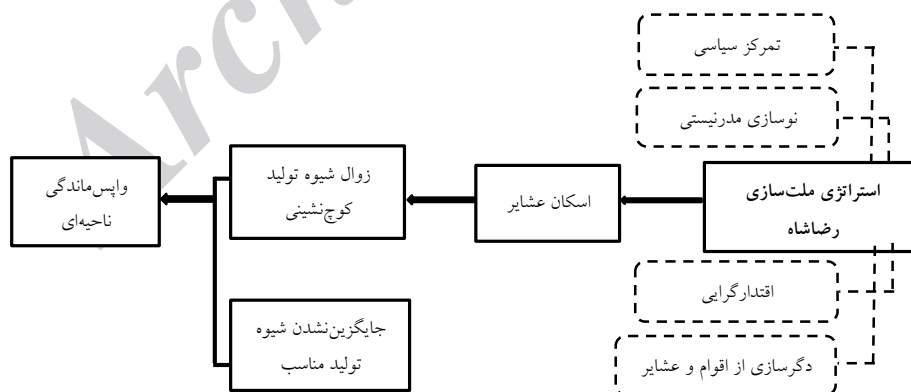 تمرکز سیاسی
نوسازی مدرنیستی
استراتژی ملت‌سازی
رضاشاه
اقتدارگرایی
دگرسازی از اقوام و عشایر
اسکان عشایر
زوال شیوه تولید
کوچ‌نشینی
جایگزین‌نشدن شیوه
تولید مناسب
واپس‌ماندگی
ناحیه‌ای
Arch